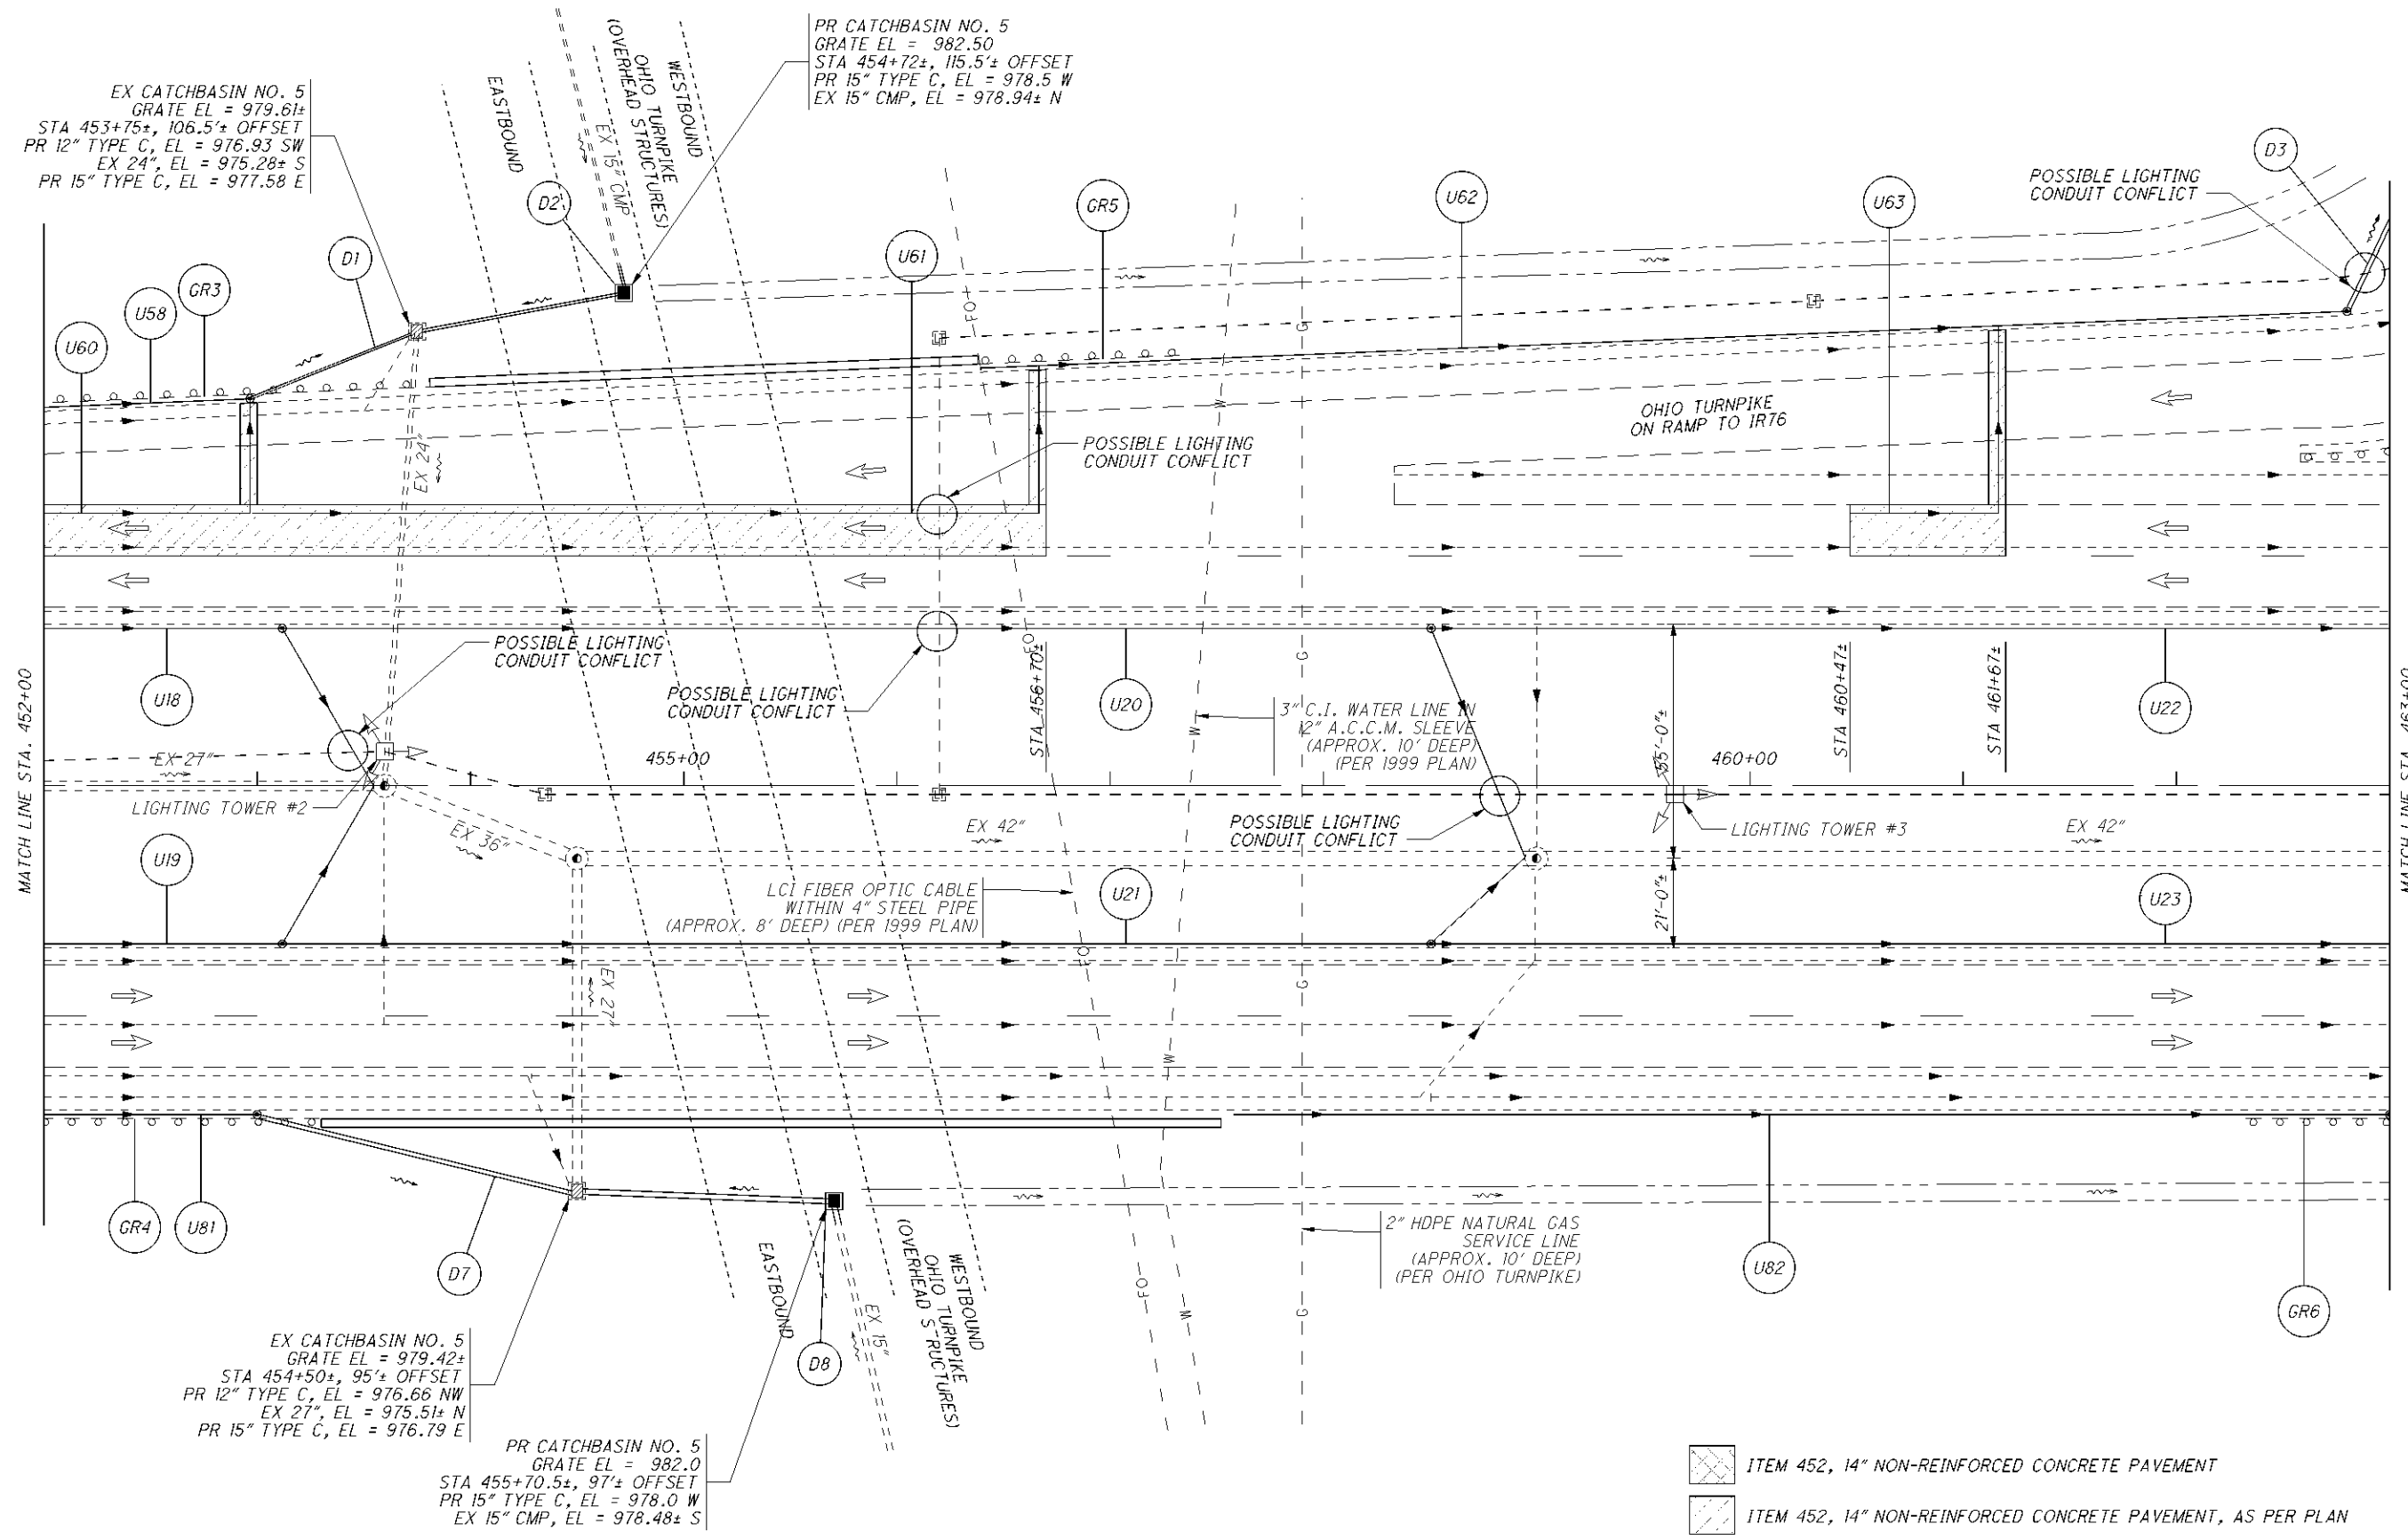 PR CATCHBASIN NO. 5
GRATE EL = 982.50
STA 454+72±, 115.5'± OFFSET
PR 15" TYPE C, EL = 978.5 W
EX 15" CMP, EL = 978.94± N
EX CATCHBASIN NO. 5
GRATE EL = 979.61±
STA 453+75±, 106.5'± OFFSET
PR 12" TYPE C, EL = 976.93 SW
EX 24", EL = 975.28± S
PR 15" TYPE C, EL = 977.58 E
EASTBOUND
(OVERHEAD STRUCTURES)
OHIO TURNPIKE
WESTBOUND
EX 15" CMP
D3
POSSIBLE LIGHTING
CONDUIT CONFLICT
D2
GR5
U62
U63
D1
U61
GR3
U58
U60
FO
G
W
OHIO TURNPIKE
ON RAMP TO IR76
POSSIBLE LIGHTING
CONDUIT CONFLICT
EX 24"
POSSIBLE LIGHTING
CONDUIT CONFLICT
FO
G
MATCH LINE STA. 452+00
U18
POSSIBLE LIGHTING
CONDUIT CONFLICT
STA 456+70±
U20
W
3" C.I. WATER LINE IN
12" A.C.C.M. SLEEVE
(APPROX. 10' DEEP)
(PER 1999 PLAN)
55'-0"±
STA 460+47±
STA 461+67±
U22
MATCH LINE STA. 463+00
EX 27"
455+00
460+00
LIGHTING TOWER #2
EX 36"
EX 42"
POSSIBLE LIGHTING
CONDUIT CONFLICT
LIGHTING TOWER #3
EX 42"
U19
LCI FIBER OPTIC CABLE
WITHIN 4" STEEL PIPE
(APPROX. 8' DEEP) (PER 1999 PLAN)
U21
21'-0"±
U23
FO
G
EX 27"
W
GR4
U81
D7
EASTBOUND
WESTBOUND
OHIO TURNPIKE
(OVERHEAD STRUCTURES)
EX 15"
FO
W
G
2" HDPE NATURAL GAS
SERVICE LINE
(APPROX. 10' DEEP)
(PER OHIO TURNPIKE)
U82
GR6
D8
EX CATCHBASIN NO. 5
GRATE EL = 979.42±
STA 454+50±, 95'± OFFSET
PR 12" TYPE C, EL = 976.66 NW
EX 27", EL = 975.51± N
PR 15" TYPE C, EL = 976.79 E
PR CATCHBASIN NO. 5
GRATE EL = 982.0
STA 455+70.5±, 97'± OFFSET
PR 15" TYPE C, EL = 978.0 W
EX 15" CMP, EL = 978.48± S
ITEM 452, 14" NON-REINFORCED CONCRETE PAVEMENT
ITEM 452, 14" NON-REINFORCED CONCRETE PAVEMENT, AS PER PLAN